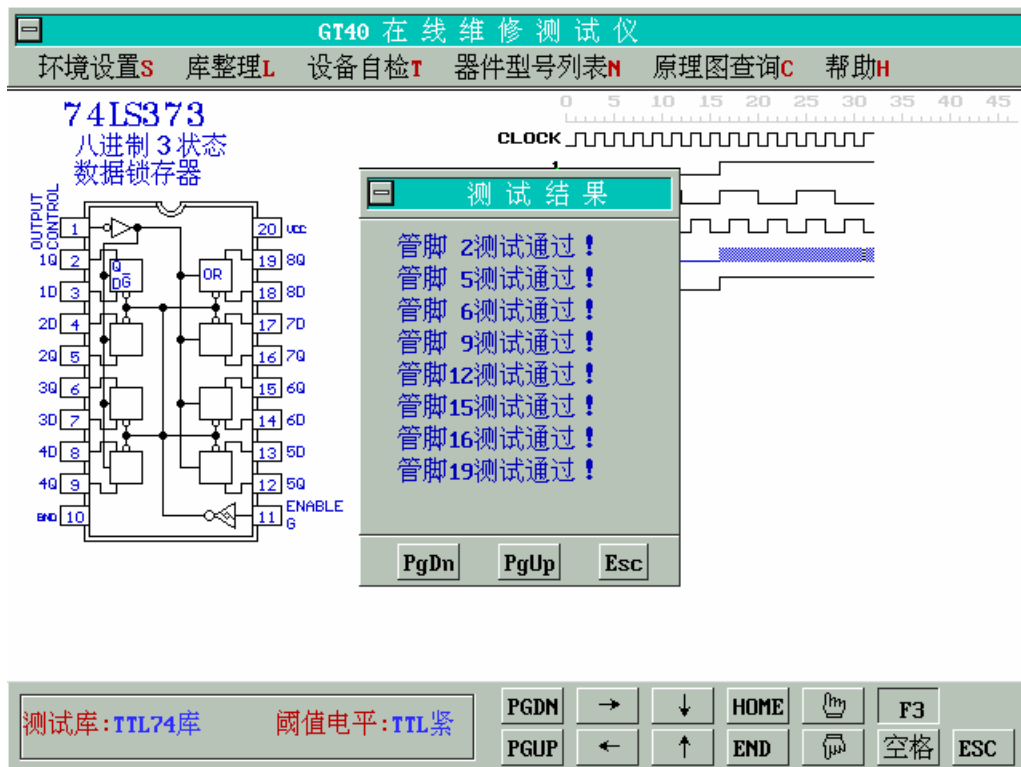 GT40 在线维修测试仪
环境设置S 库整理L 设备自检T 器件型号列表N 原理图查询C 帮助H
74LS373
八进制 3 状态
数据锁存器
0 5 10 15 20 25 30 35 40 45
CLOCK
1
测试结果
管脚 2测试通过！
管脚 5测试通过！
管脚 6测试通过！
管脚 9测试通过！
管脚12测试通过！
管脚15测试通过！
管脚16测试通过！
管脚19测试通过！
PgDn PgUp Esc
OUTPUT
CONTROL
1 20 VCC
1Q 2 19 8Q
1D 3 18 8D
2D 4 17 7D
2Q 5 16 7Q
3Q 6 15 6Q
3D 7 14 6D
4D 8 13 5D
4Q 9 12 5Q
GND 10 11 ENABLE
G
Q
DG
OR
测试库:TTL74库 阈值电平:TTL紧
PGDN → ↓ HOME F3
PGUP ← ↑ END 空格 ESC